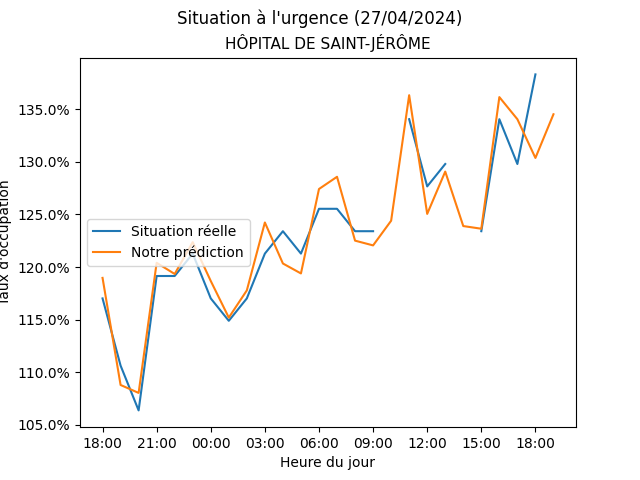 Situation à l'urgence (27/04/2024)
HÔPITAL DE SAINT-JÉRÔME
135.0%
130.0%
125.0%
120.0%
115.0%
110.0%
105.0%
Taux d'occupation
Situation réelle
Notre prédiction
18:00 21:00 00:00 03:00 06:00 09:00 12:00 15:00 18:00
Heure du jour